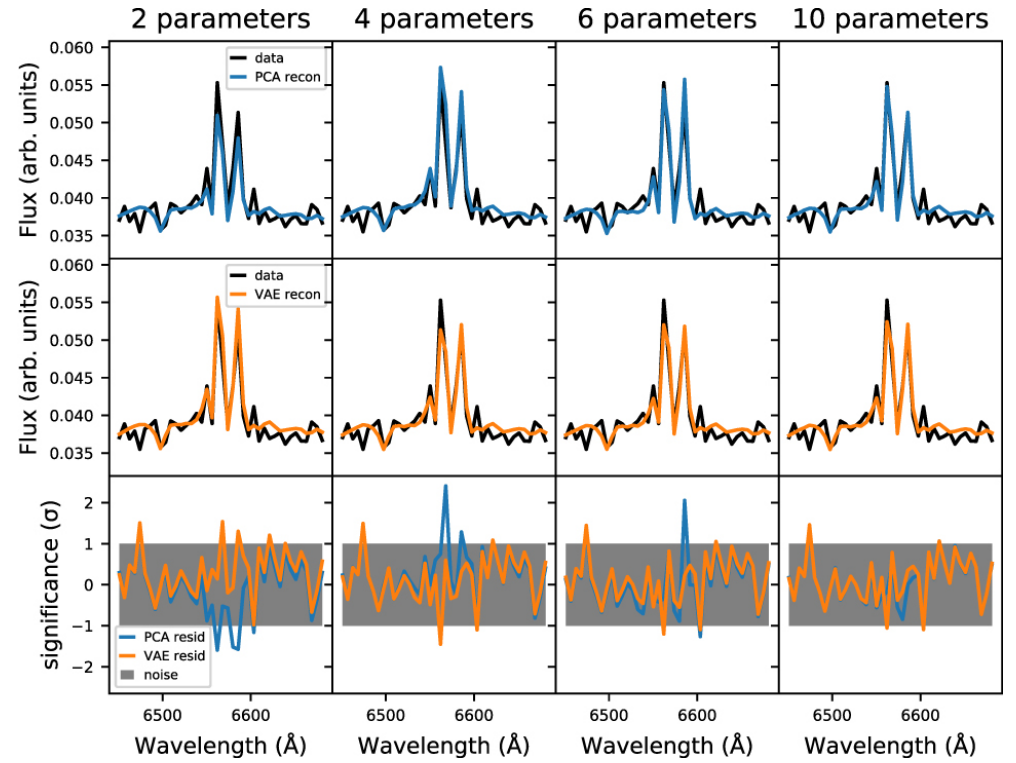 2 parameters 4 parameters 6 parameters 10 parameters
0.060
0.055
0.050
0.045
0.040
0.035
Flux (arb. units)
data
PCA recon
0.060
0.055
0.050
0.045
0.040
0.035
Flux (arb. units)
data
VAE recon
2
1
0
−1
−2
significance (σ)
PCA resid
VAE resid
noise
6500 6600 6500 6600 6500 6600 6500 6600
Wavelength (Å) Wavelength (Å) Wavelength (Å) Wavelength (Å)